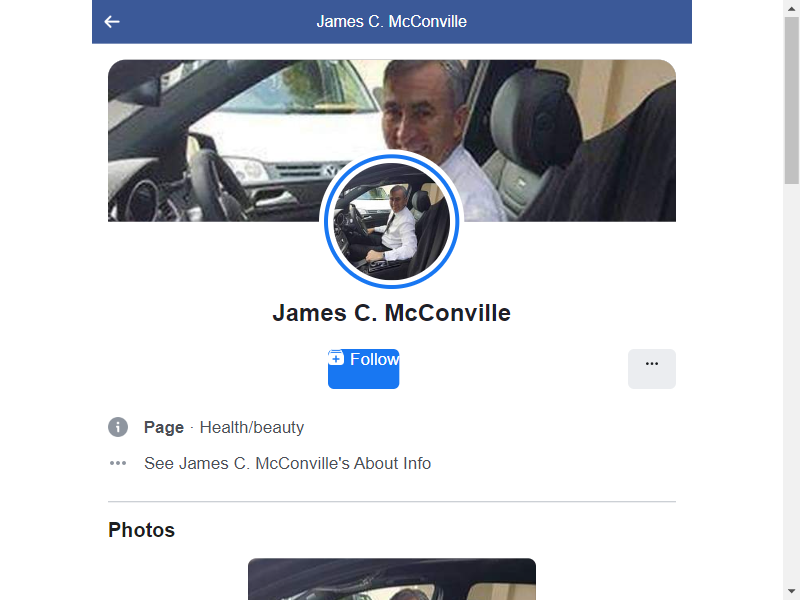 James C. McConville
James C. McConville
Follow
Page · Health/beauty
See James C. McConville's About Info
Photos